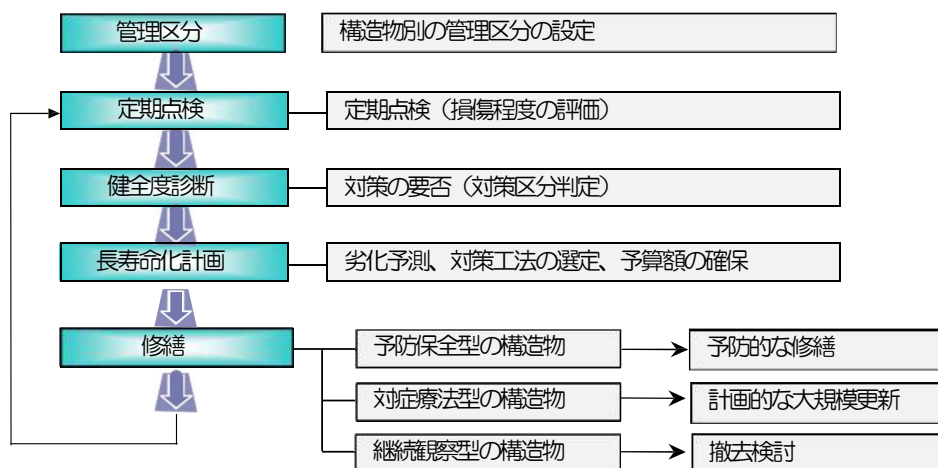 管理区分
構造物別の管理区分の設定
定期点検
定期点検（損傷程度の評価）
健全度診断
対策の要否（対策区分判定）
長寿命化計画
劣化予測、対策工法の選定、予算額の確保
修繕
予防保全型の構造物
予防的な修繕
対症療法型の構造物
計画的な大規模更新
継続観察型の構造物
撤去検討